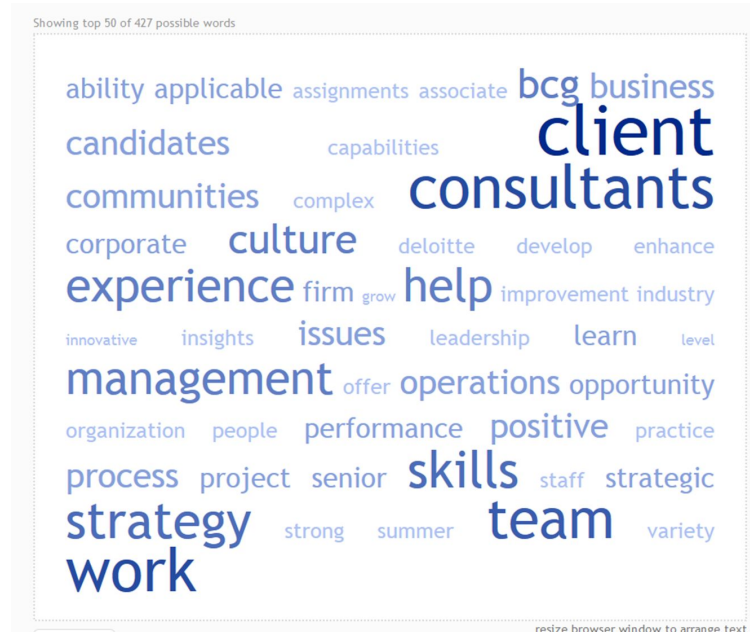 Showing top 50 of 427 possible words
ability applicable assignments associate bcg business
candidates capabilities client
communities complex consultants
corporate culture deloitte develop enhance
experience firm grow help improvement industry
innovative insights issues leadership learn level
management offer operations opportunity
organization people performance positive practice
process project senior skills staff strategic
strategy strong summer team variety
work
resize browser window to arrange text